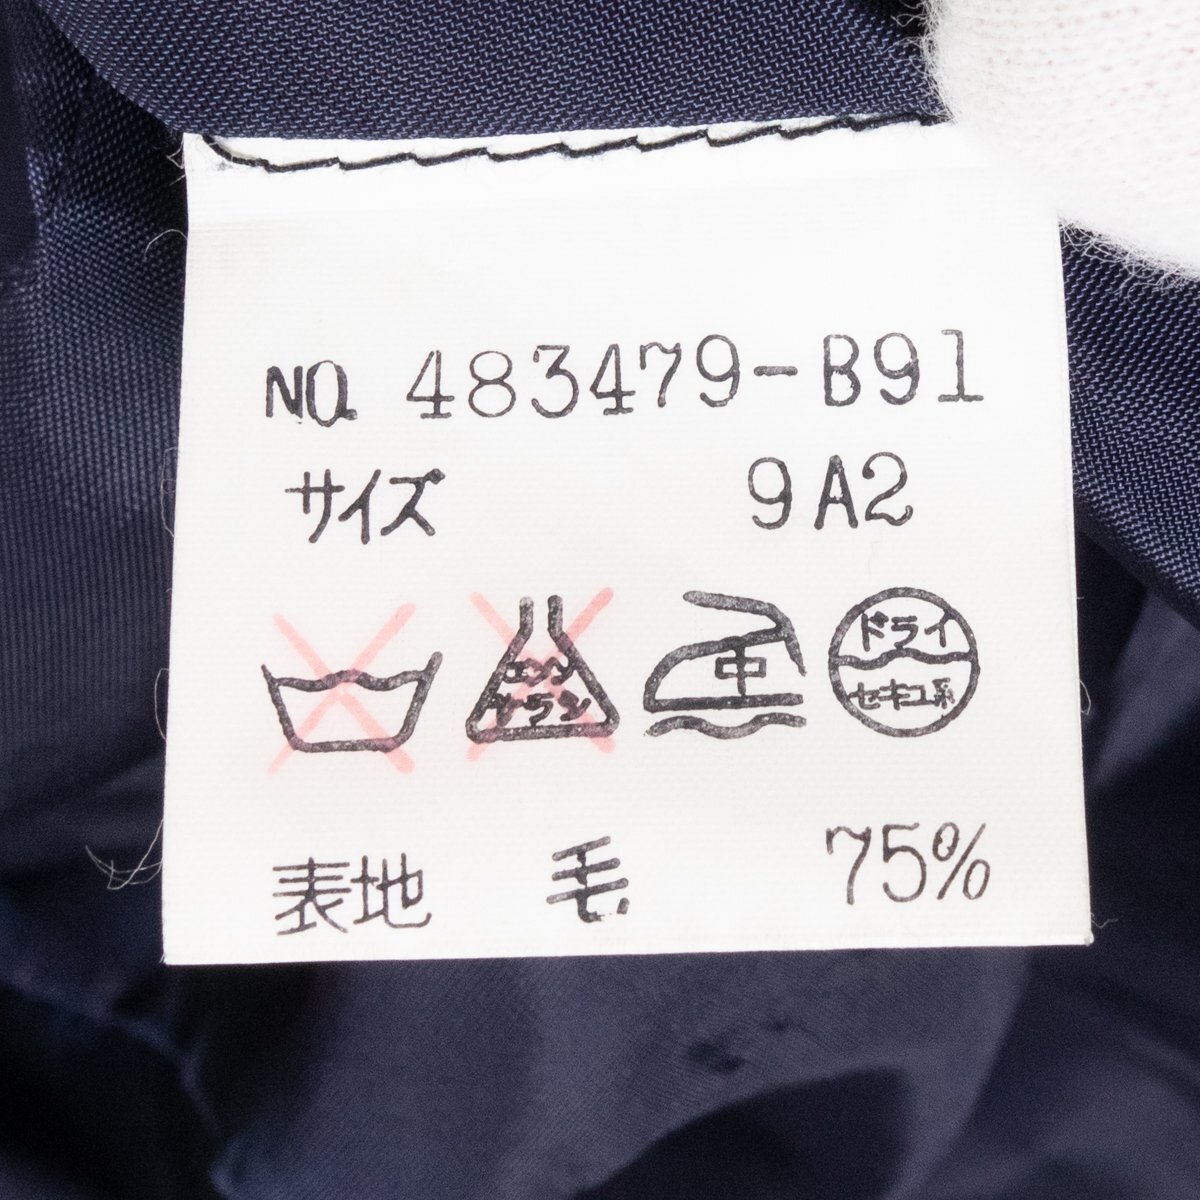 NO. 483479-B91
サイズ 9A2
エンソ
サラシ
中
ドライ
セキユ系
表地 毛 75%